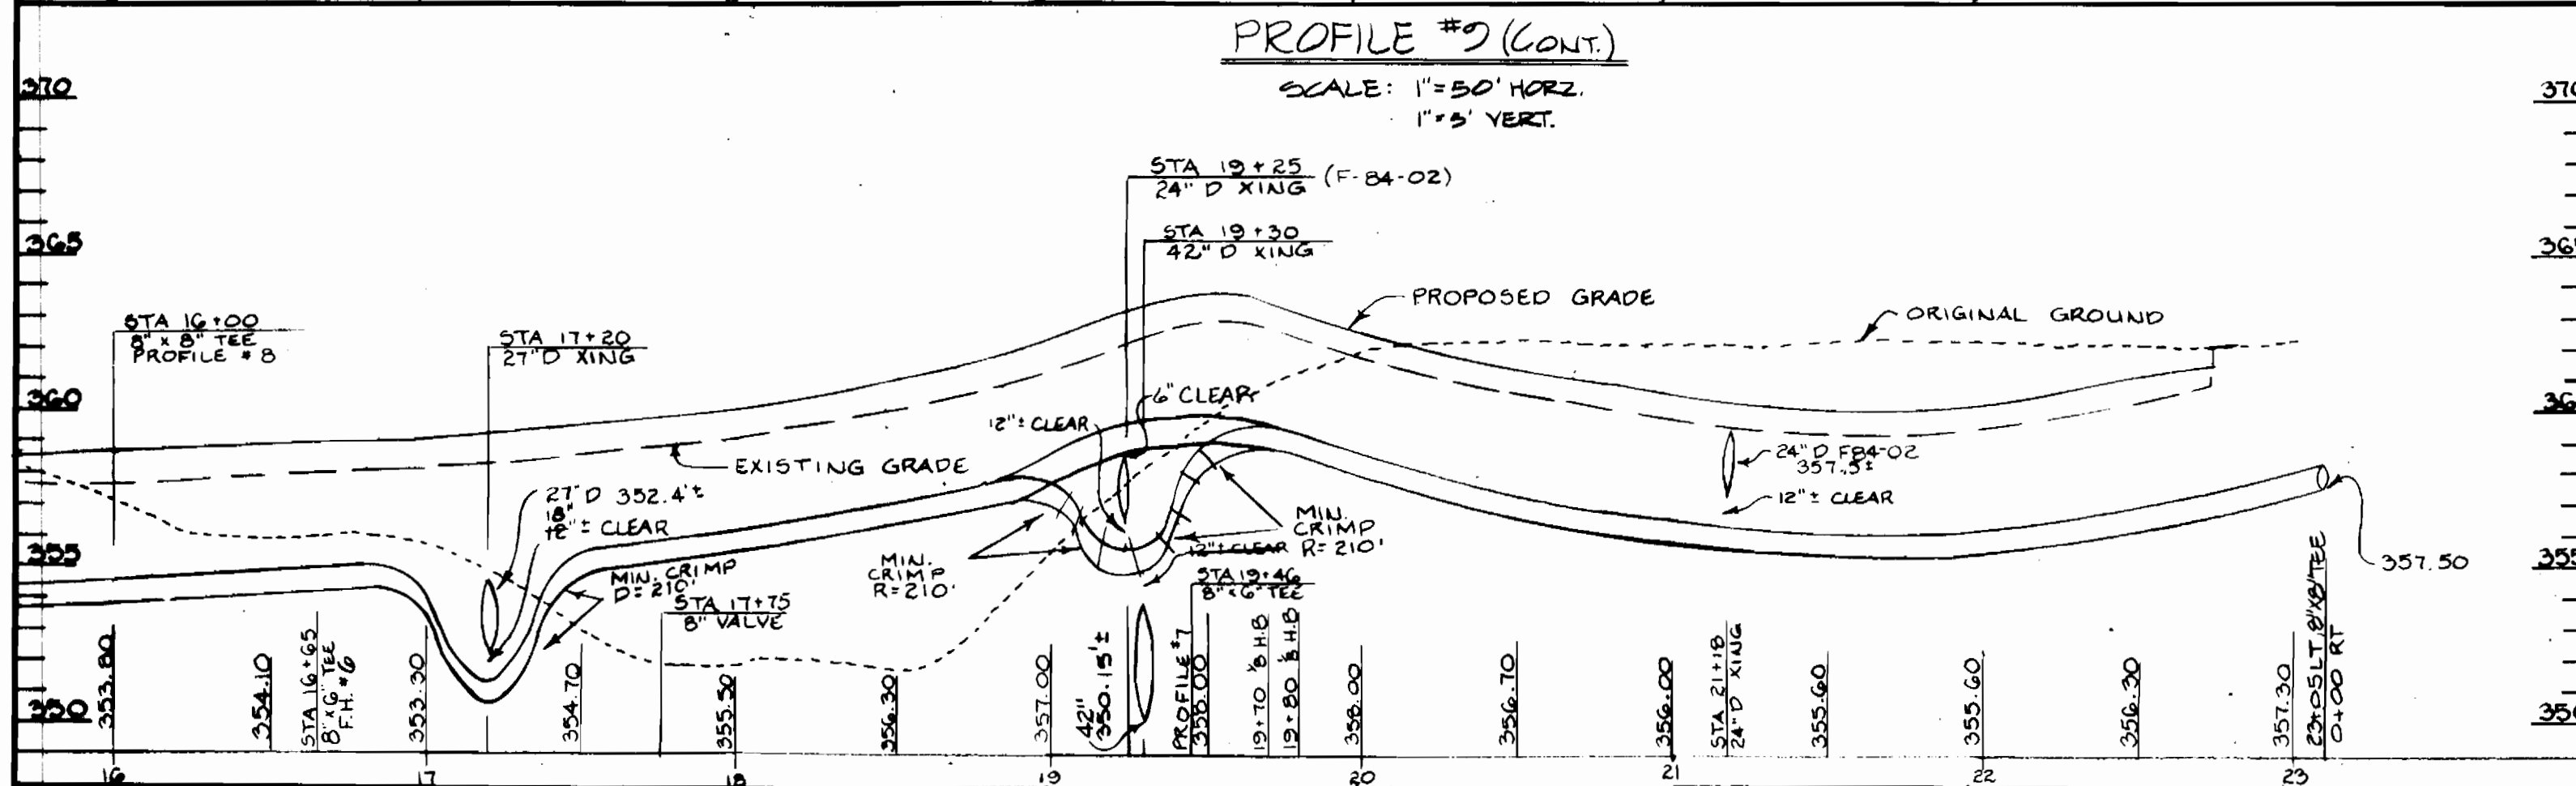 PROFILE #9 (CONT.)
SCALE: 1"=50' HORZ.
1"=5' VERT.
370
365
360
355
350
STA 16+00
8" x 8" TEE
PROFILE #8
STA 17+20
27"D XING
STA 19+25 (F-84-02)
24" D XING
STA 19+30
42" D XING
PROPOSED GRADE
ORIGINAL GROUND
EXISTING GRADE
6" CLEAR
12"± CLEAR
27"D 352.4'±
18"
12"± CLEAR
MIN. CRIMP
D=210'
STA 17+75
8" VALVE
MIN.
CRIMP
R=210'
MIN.
CRIMP
R=210'
12"± CLEAR
STA 19+46
8"x6" TEE
24"D F84-02
357.5±
12"± CLEAR
357.50
353.80
354.10
STA 16+65
8"x6" TEE
F.H. #6
353.30
354.70
355.50
356.30
357.00
42"
350.15'±
PROFILE #7
358.00
19+70 ⅛ H.B
19+80 ⅛ H.B
358.00
356.70
356.00
STA 21+18
24"D XING
355.60
355.60
356.30
357.30
23+05LT, 8"x8" TEE
0+00 RT
16
17
18
19
20
21
22
23